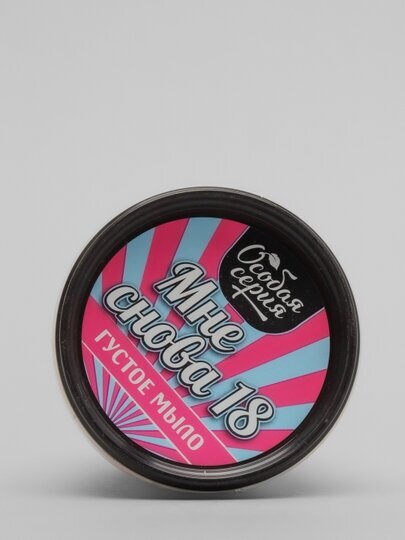 Особая
серия
Мне
снова 18
ГУСТОЕ МЫЛО